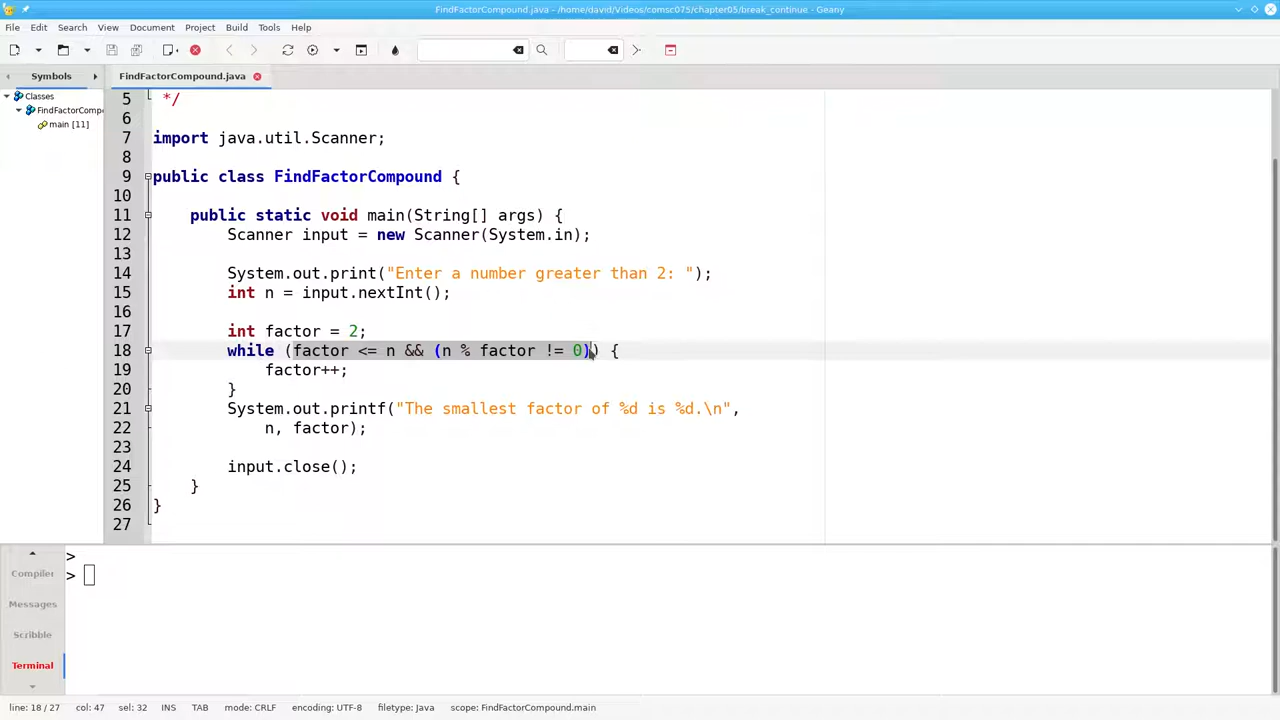 FindFactorCompound.java - /home/david/Videos/comsc075/chapter05/break_continue - Geany
File Edit Search View Document Project Build Tools Help
Symbols
FindFactorCompound.java
Classes
FindFactorCompo
main [11]
5 */
6
7 import java.util.Scanner;
8
9 public class FindFactorCompound {
10
11 public static void main(String[] args) {
12 Scanner input = new Scanner(System.in);
13
14 System.out.print("Enter a number greater than 2: ");
15 int n = input.nextInt();
16
17 int factor = 2;
18 while (factor <= n && (n % factor != 0)) {
19 factor++;
20 }
21 System.out.printf("The smallest factor of %d is %d.\n",
22 n, factor);
23
24 input.close();
25 }
26 }
27
>
>
Compiler
Messages
Scribble
Terminal
line: 18 / 27 col: 47 sel: 32 INS TAB mode: CRLF encoding: UTF-8 filetype: Java scope: FindFactorCompound.main